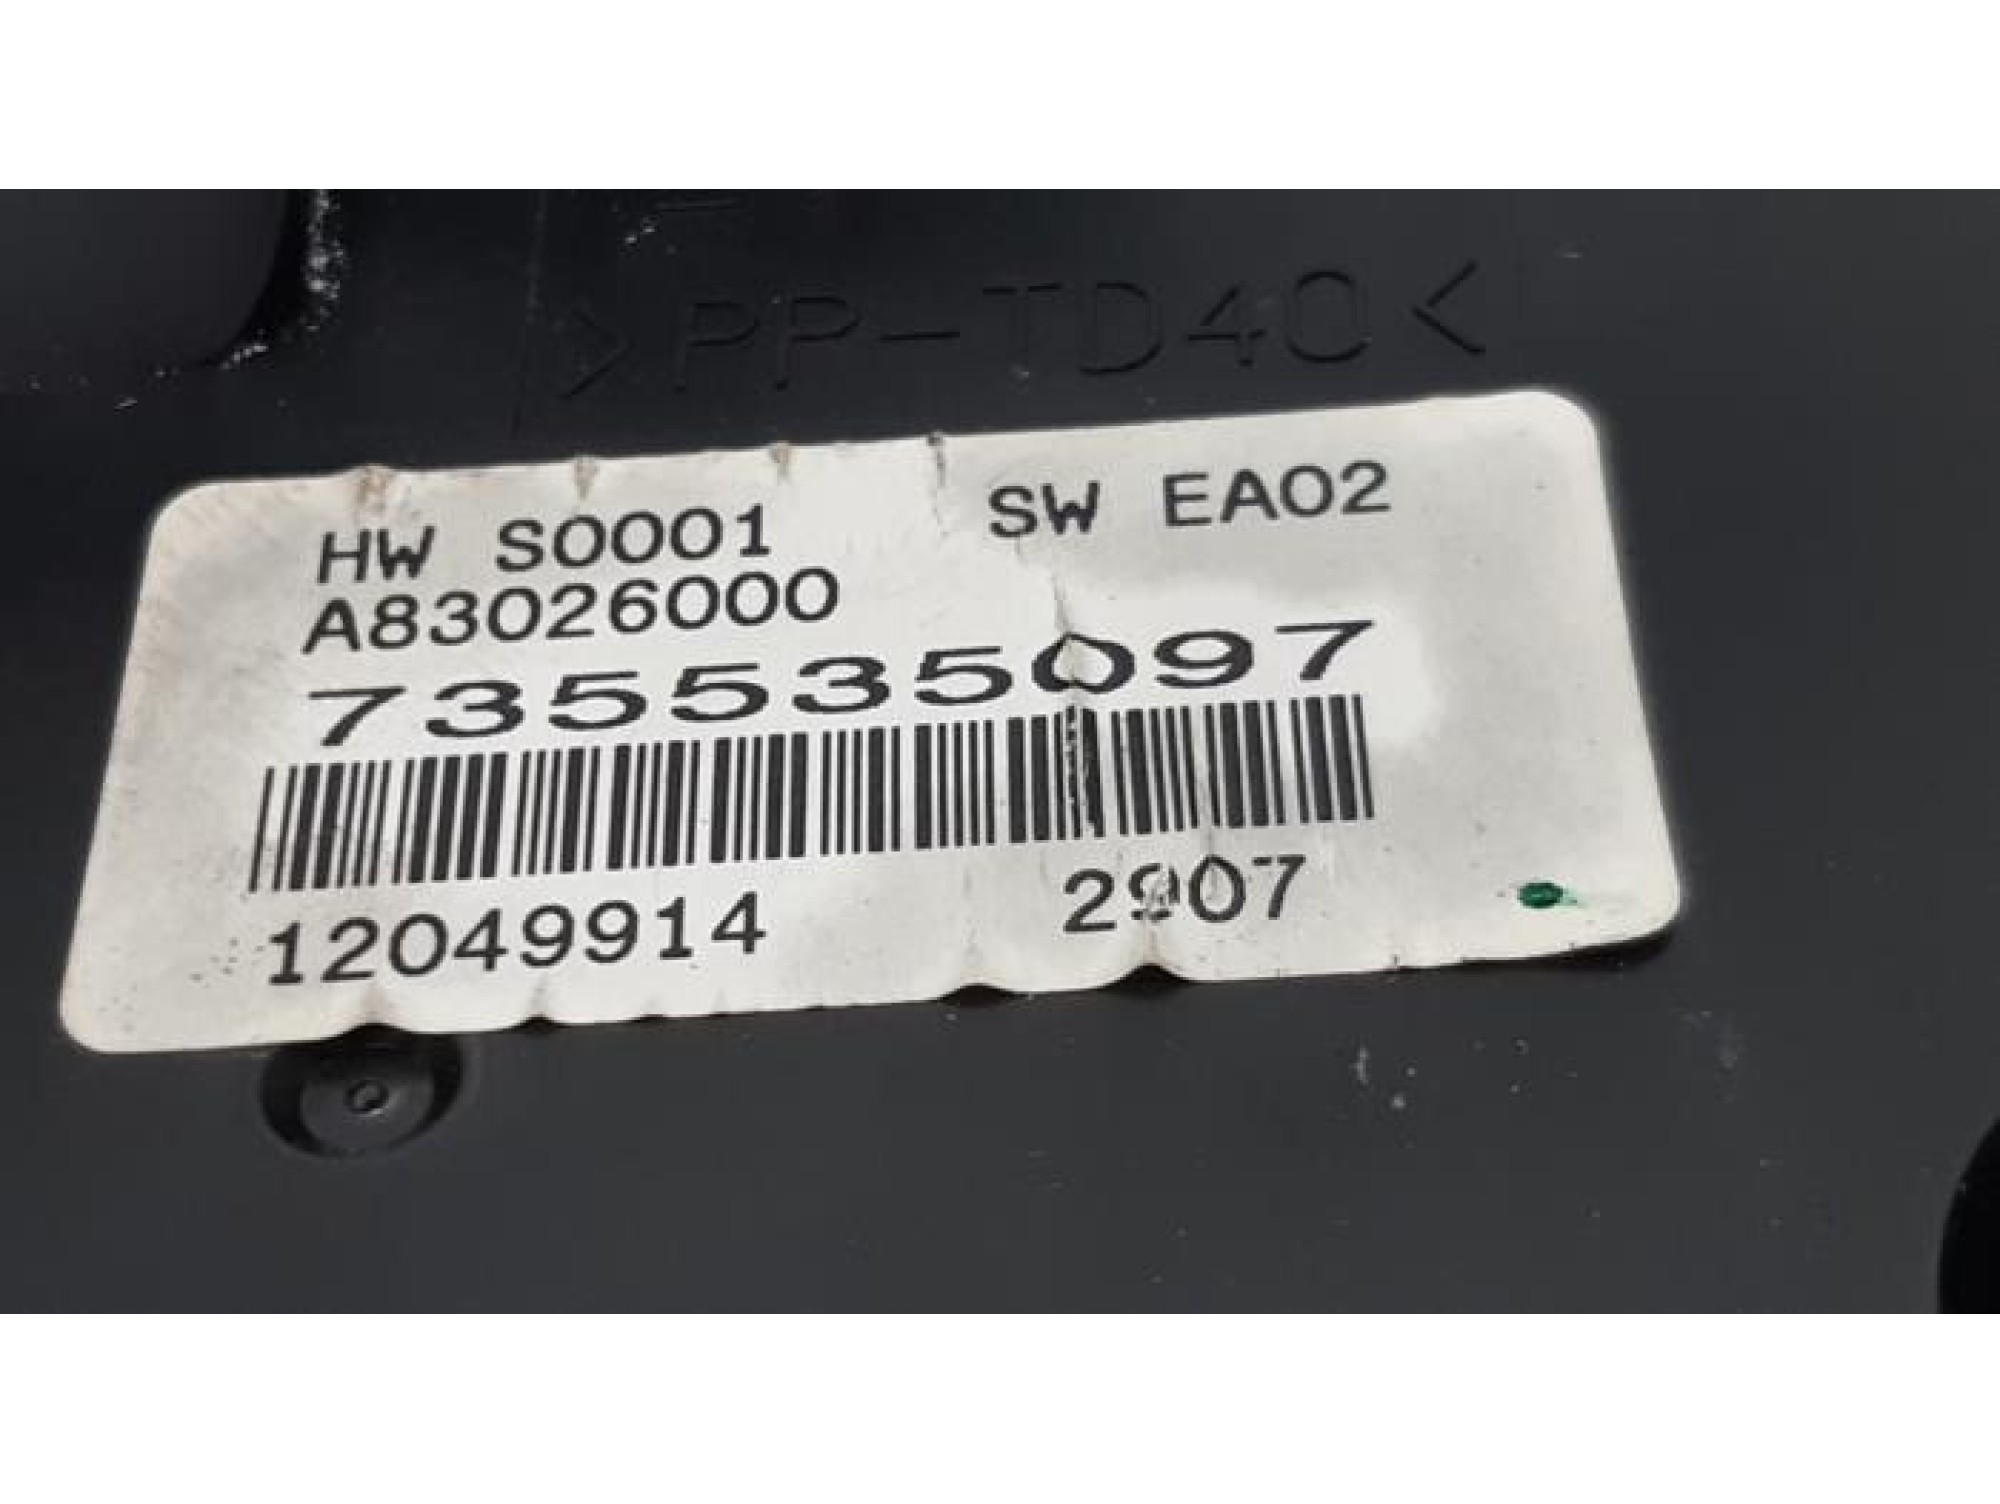 >PP-TD40<
HW S0001 SW EA02
A83026000
735535097
12049914 2907